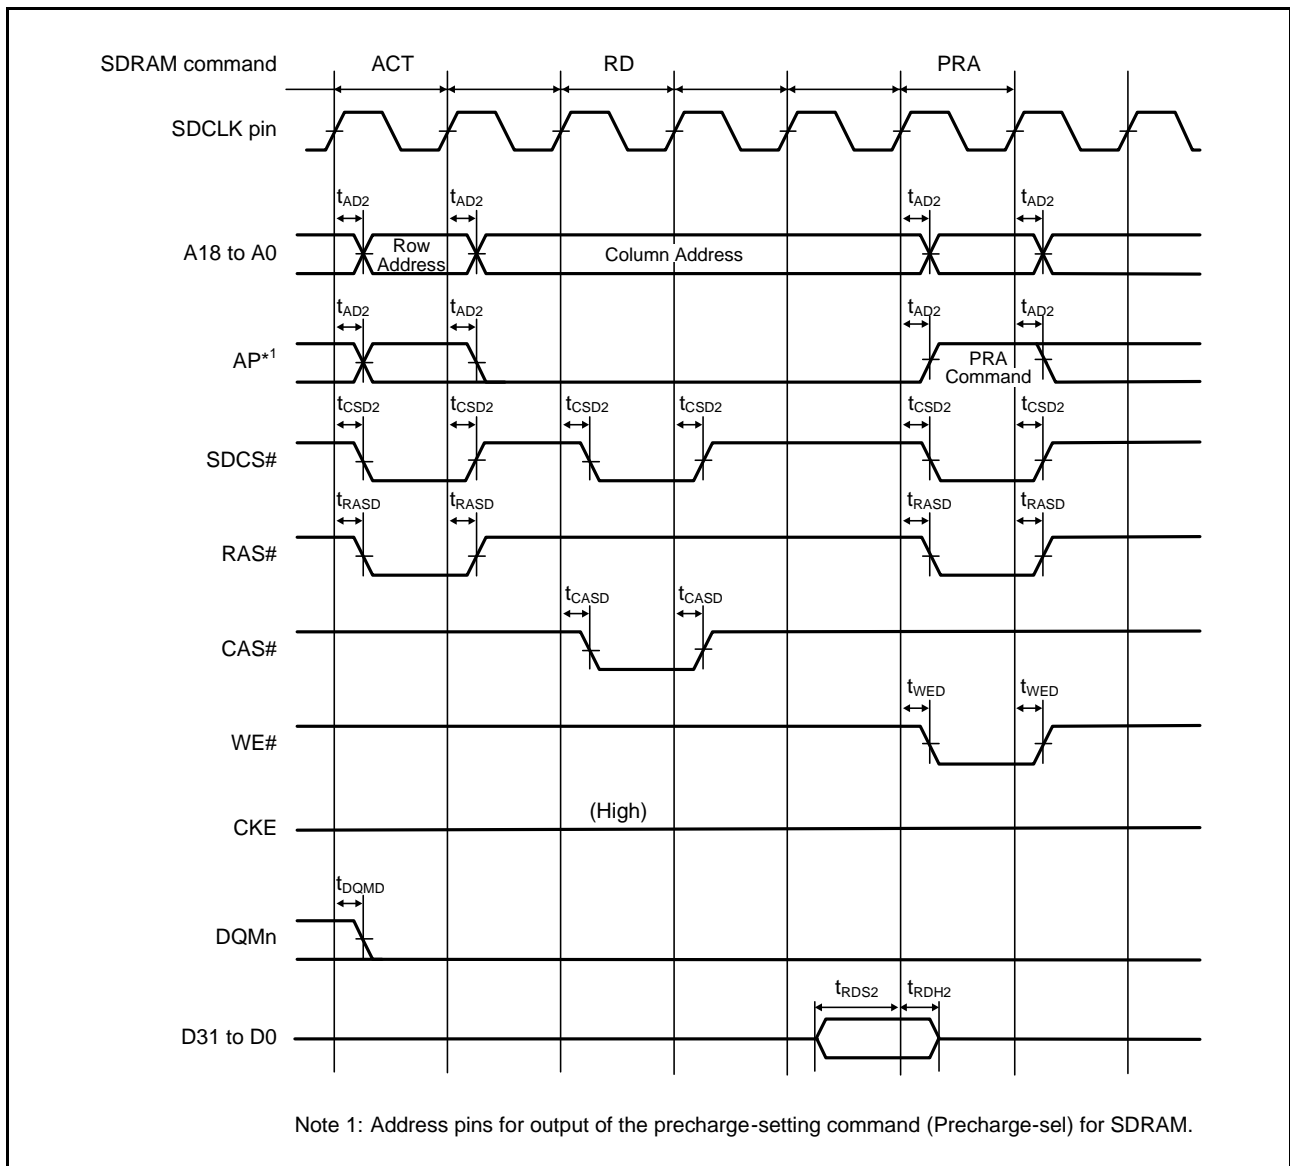 SDRAM command ACT RD PRA
SDCLK pin
tAD2 tAD2 tAD2 tAD2
A18 to A0 Row Address Column Address
tAD2 tAD2 tAD2 tAD2
AP*1 PRA Command
tCSD2 tCSD2 tCSD2 tCSD2 tCSD2 tCSD2
SDCS#
tRASD tRASD tRASD tRASD
RAS#
tCASD tCASD
CAS#
tWED tWED
WE#
(High)
CKE
tDQMD
DQMn
tRDS2 tRDH2
D31 to D0
Note 1: Address pins for output of the precharge-setting command (Precharge-sel) for SDRAM.